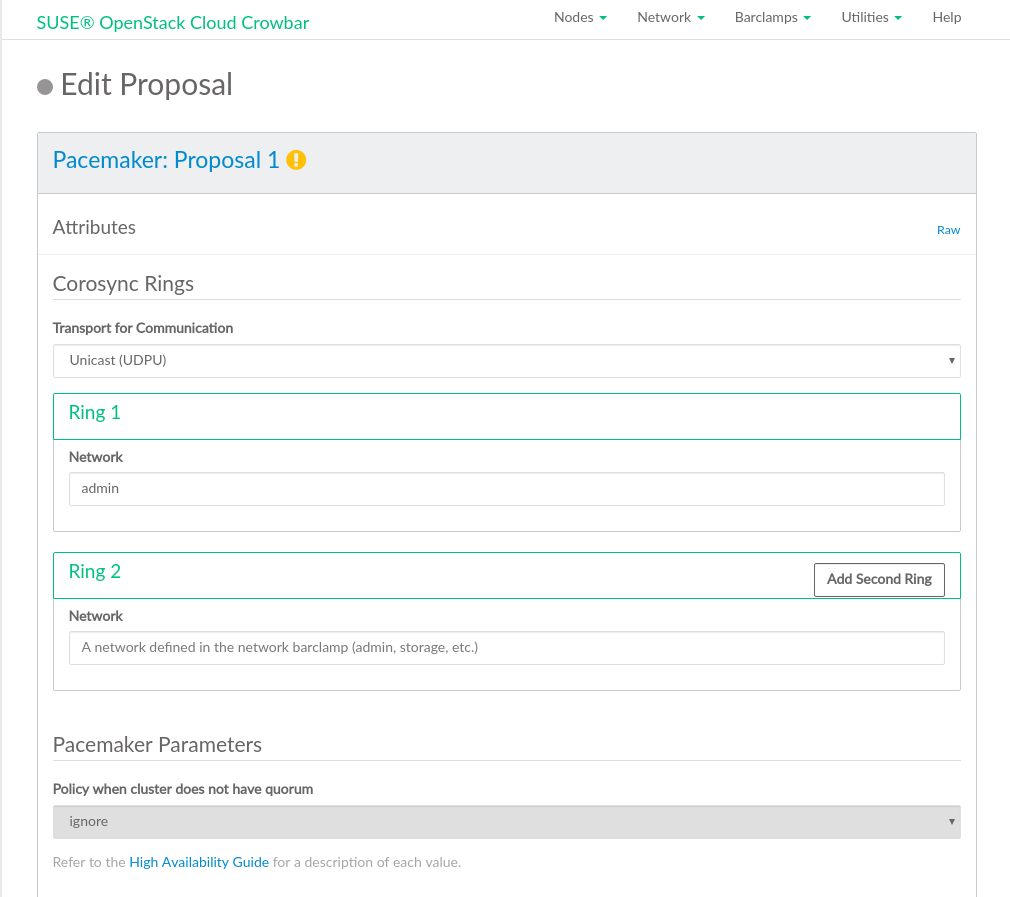 SUSE® OpenStack Cloud Crowbar
Nodes Network Barclamps Utilities Help
Edit Proposal
Pacemaker: Proposal 1
Attributes
Raw
Corosync Rings
Transport for Communication
Unicast (UDPU)
Ring 1
Network
admin
Ring 2
Add Second Ring
Network
A network defined in the network barclamp (admin, storage, etc.)
Pacemaker Parameters
Policy when cluster does not have quorum
ignore
Refer to the High Availability Guide for a description of each value.